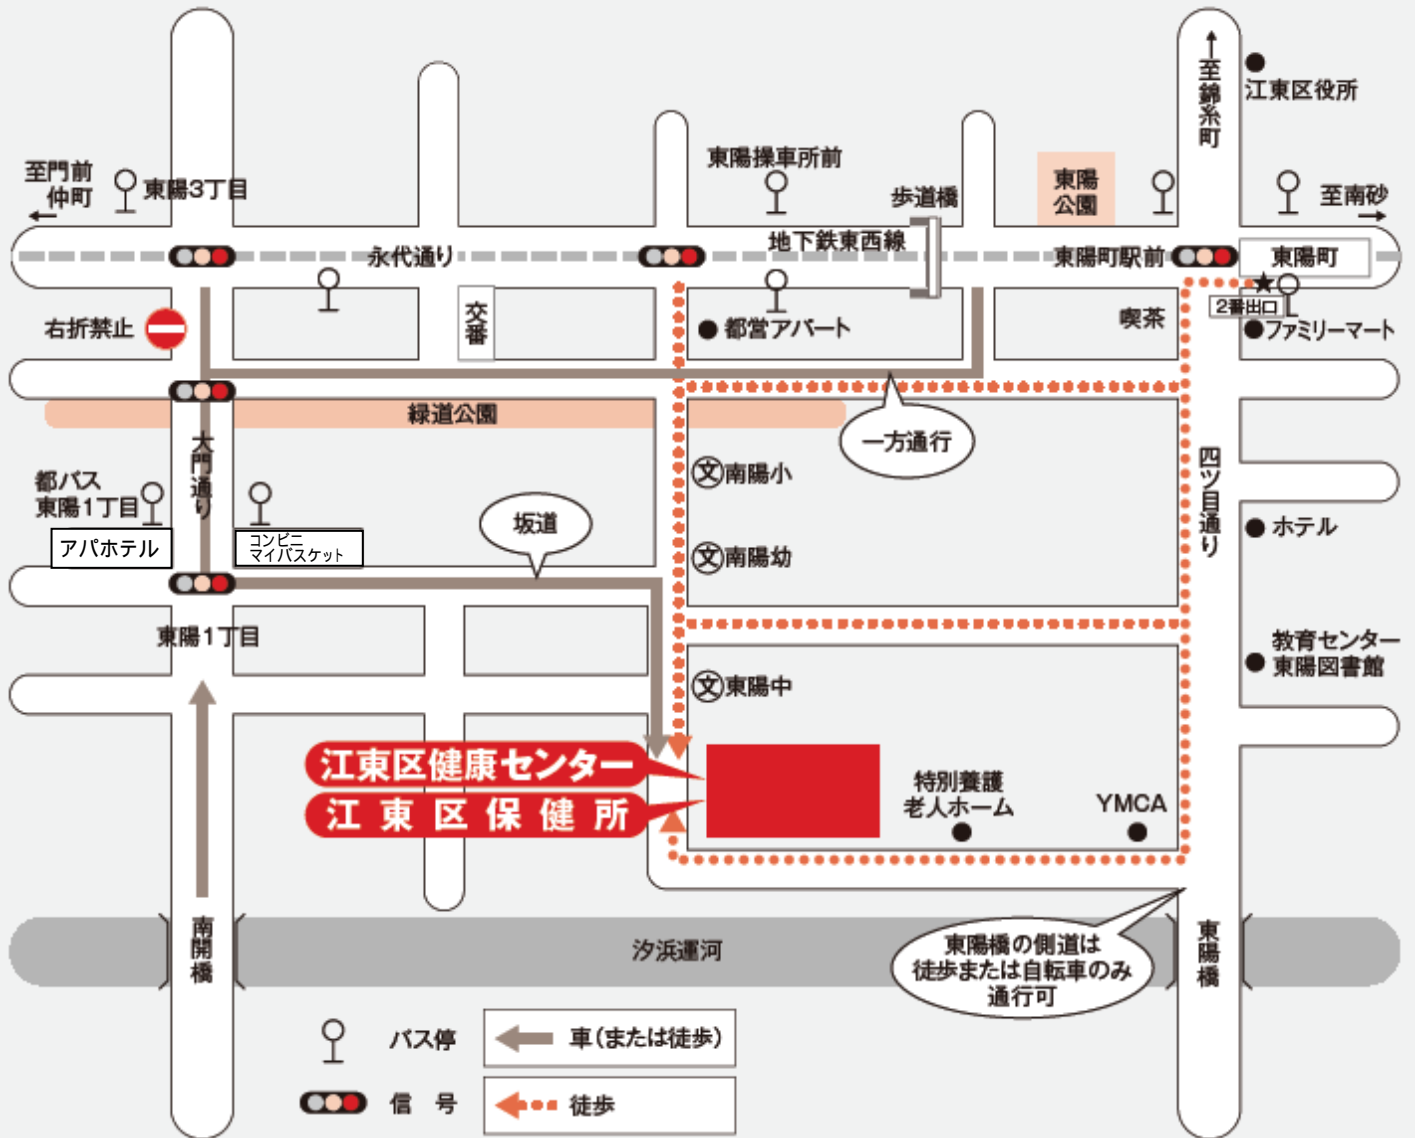 至錦糸町
江東区役所
至門前
仲町
東陽3丁目
東陽操車所前
歩道橋
東陽
公園
至南砂
永代通り
地下鉄東西線
東陽町駅前
東陽町
右折禁止
交番
都営アパート
喫茶
2番出口
ファミリーマート
緑道公園
一方通行
大門通り
四ツ目通り
都バス
東陽1丁目
アパホテル
コンビニ
マイバスケット
坂道
文南陽小
文南陽幼
ホテル
東陽1丁目
文東陽中
教育センター
東陽図書館
江東区健康センター
江東区保健所
特別養護
老人ホーム
YMCA
南開橋
汐浜運河
東陽橋の側道は
徒歩または自転車のみ
通行可
東陽橋
バス停
車(または徒歩)
信号
徒歩